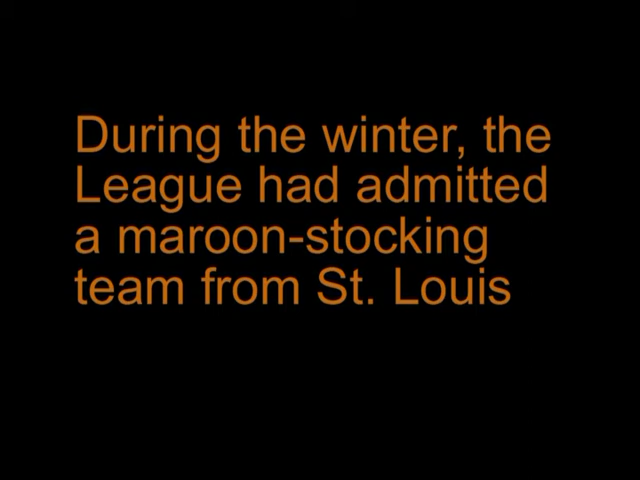 During the winter, the
League had admitted
a maroon-stocking
team from St. Louis